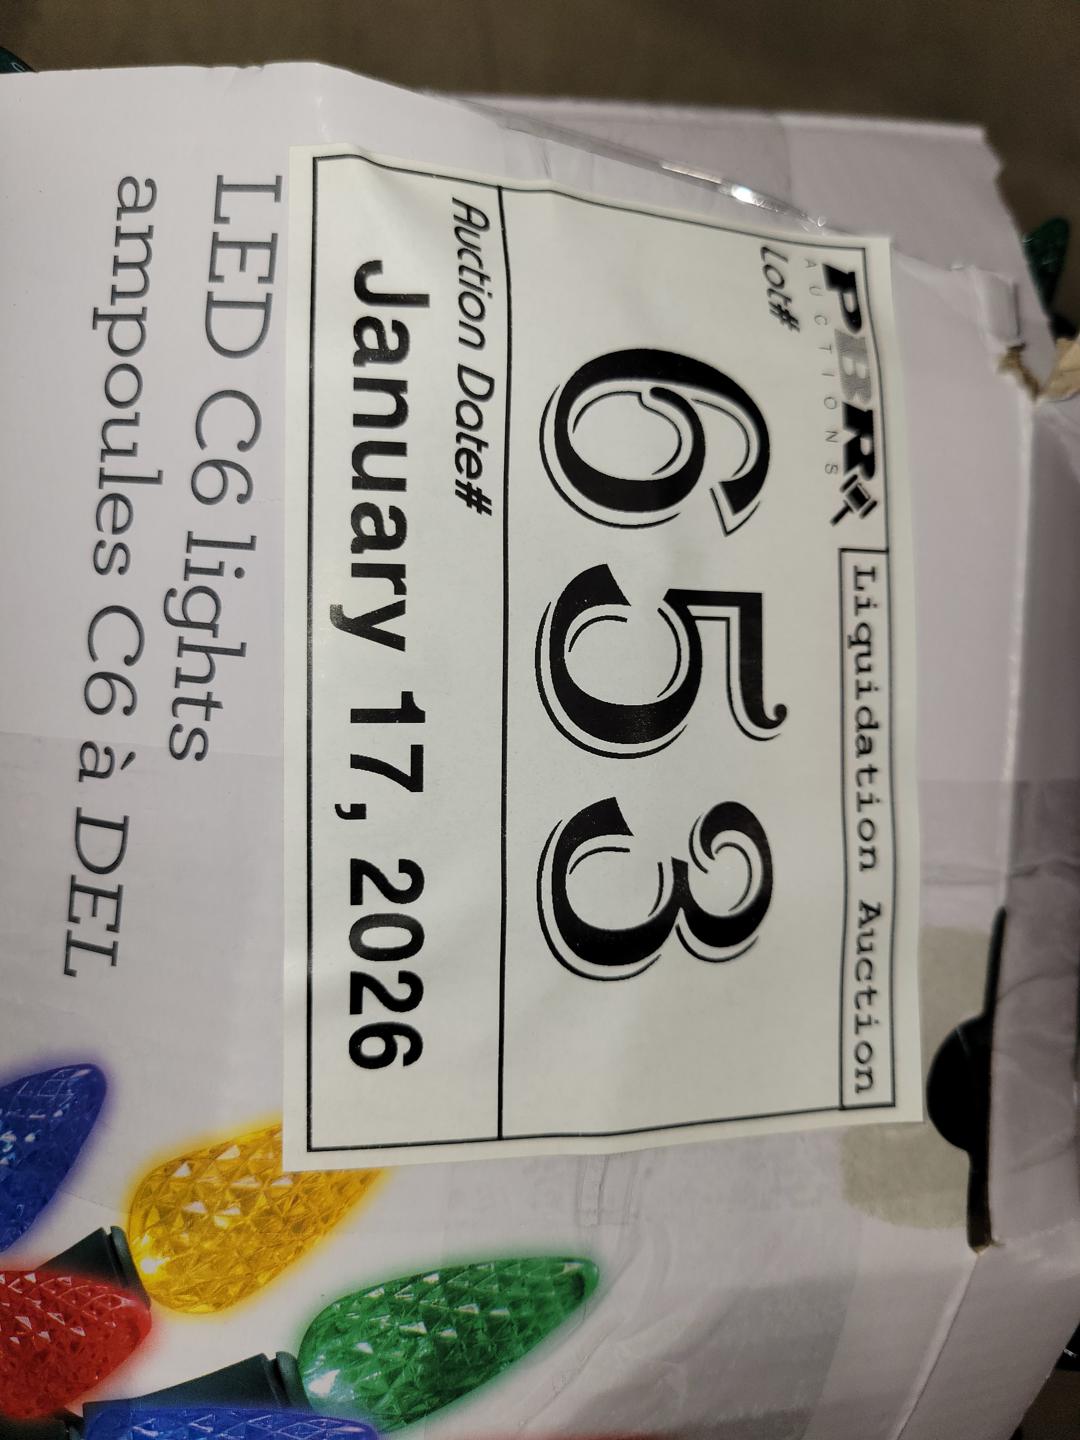 PBR
AUCTIONS
Liquidation Auction
Lot#
653
Auction Date#
January 17, 2026
LED C6 lights
ampoules C6 à DEL